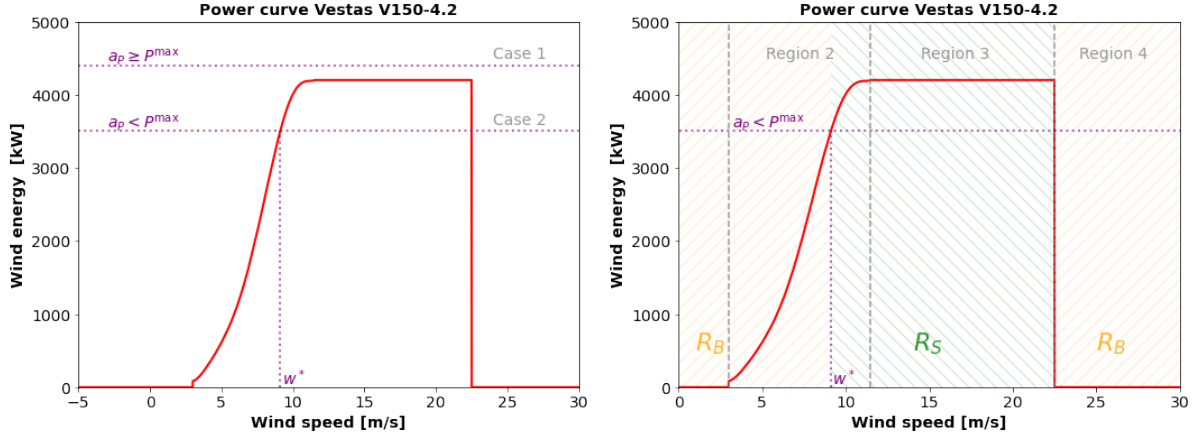 Power curve Vestas V150-4.2
5000
4000
3000
2000
1000
0
Wind energy [kW]
a_P ≥ P^max
Case 1
a_P < P^max
Case 2
w*
-5 0 5 10 15 20 25 30
Wind speed [m/s]
Power curve Vestas V150-4.2
5000
4000
3000
2000
1000
0
Wind energy [kW]
Region 2
Region 3
Region 4
a_P < P^max
R_B
R_S
R_B
w*
0 5 10 15 20 25 30
Wind speed [m/s]